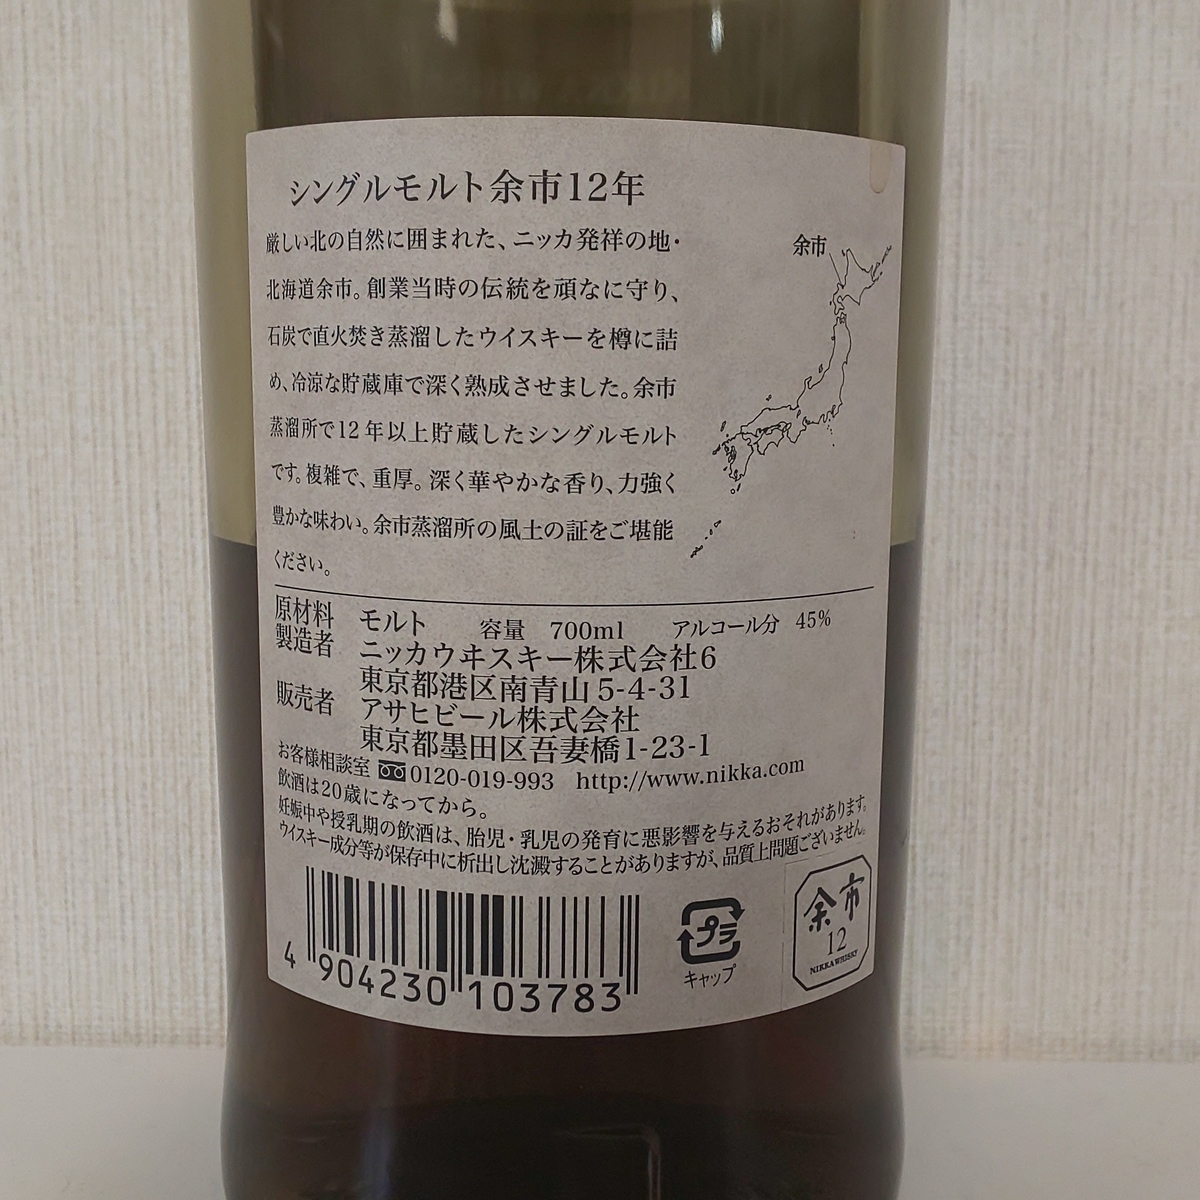 シングルモルト余市12年
厳しい北の自然に囲まれた、ニッカ発祥の地・
北海道余市。創業当時の伝統を頑なに守り、
石炭で直火焚き蒸溜したウイスキーを樽に詰
め、冷涼な貯蔵庫で深く熟成させました。余市
蒸溜所で12年以上貯蔵したシングルモルト
です。複雑で、重厚。深く華やかな香り、力強く
豊かな味わい。余市蒸溜所の風土の証をご堪能
ください。
余市
原材料 モルト 容量 700ml アルコール分 45%
製造者 ニッカウヰスキー株式会社6
東京都港区南青山5-4-31
販売者 アサヒビール株式会社
東京都墨田区吾妻橋1-23-1
お客様相談室 0120-019-993 http://www.nikka.com
飲酒は20歳になってから。
妊娠中や授乳期の飲酒は、胎児・乳児の発育に悪影響を与えるおそれがあります。
ウイスキー成分等が保存中に析出し沈澱することがありますが、品質上問題ございません。
4 904230 103783
プラ
キャップ
余市
12
NIKKA WHISKY